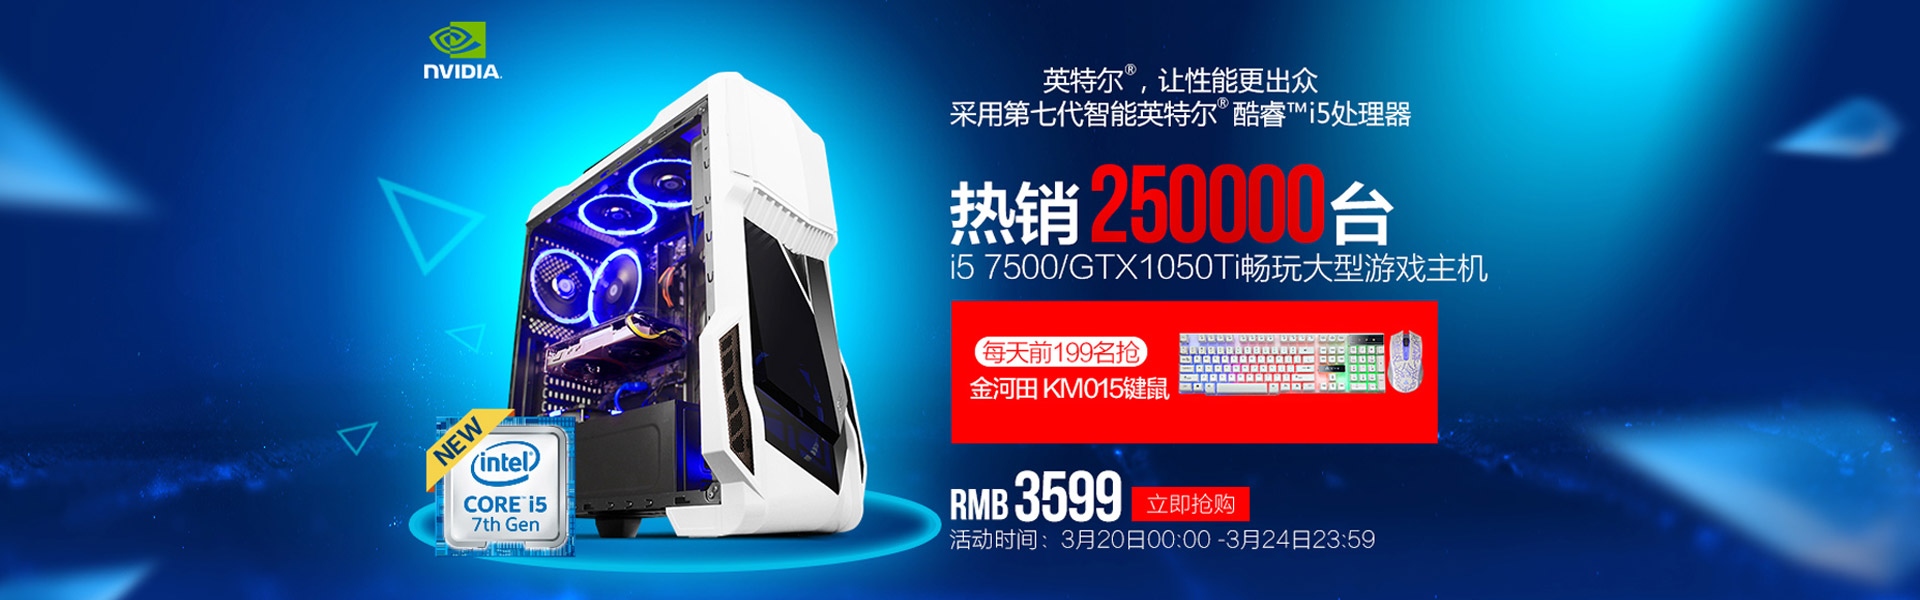 NVIDIA.
英特尔®，让性能更出众
采用第七代智能英特尔®酷睿™i5处理器
热销250000台
i5 7500/GTX1050Ti畅玩大型游戏主机
每天前199名抢
金河田 KM015键鼠
NEW
intel®
CORE™ i5
7th Gen
RMB 3599 立即抢购
活动时间：3月20日00:00 -3月24日23:59